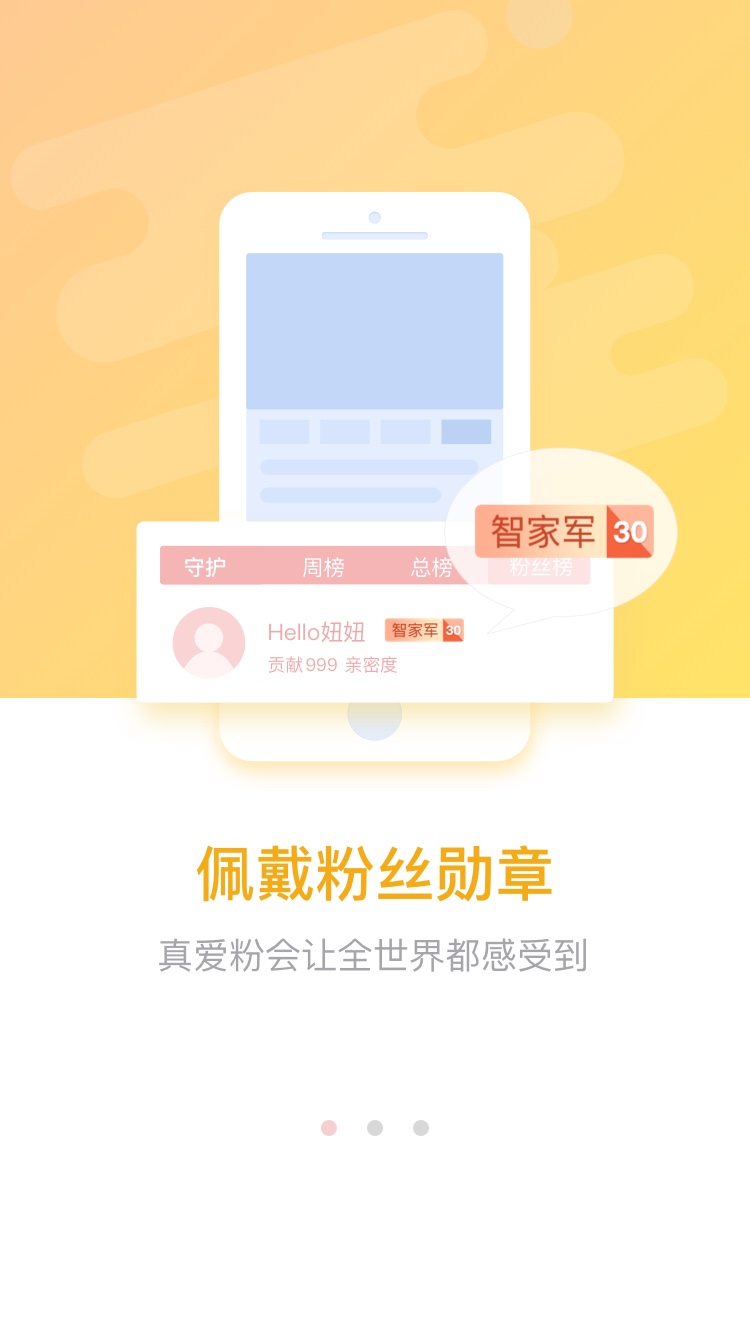 智家军 30
守护 周榜 总榜 粉丝榜
Hello妞妞 智家军 30
贡献999 亲密度
佩戴粉丝勋章
真爱粉会让全世界都感受到